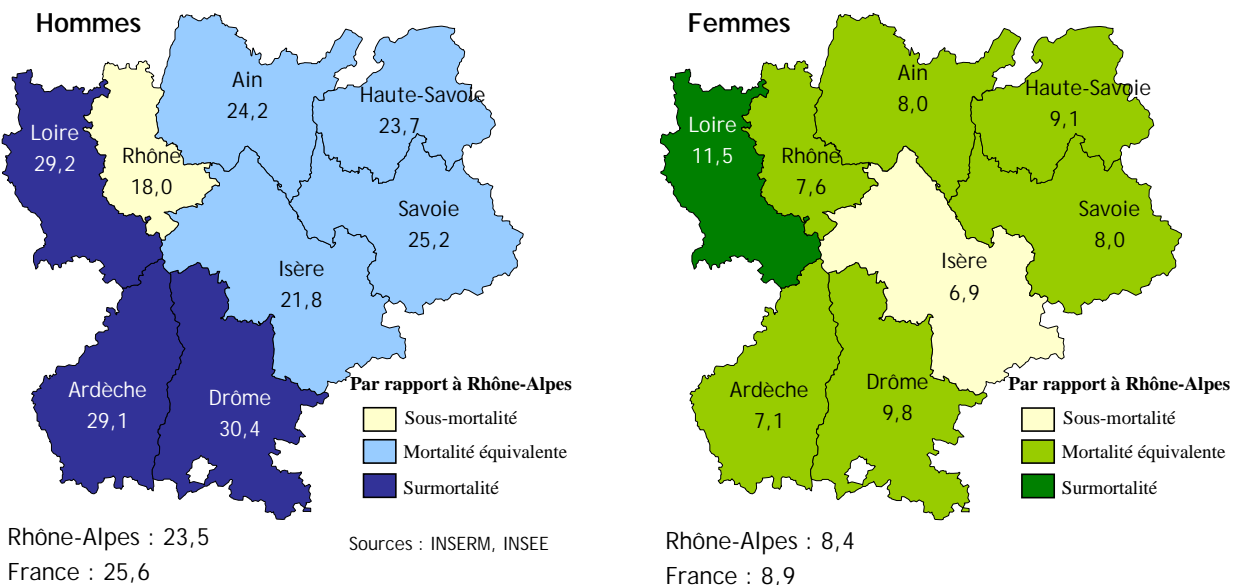 Hommes
Ain
24,2
Haute-Savoie
23,7
Loire
29,2
Rhône
18,0
Savoie
25,2
Isère
21,8
Ardèche
29,1
Drôme
30,4
Par rapport à Rhône-Alpes
Sous-mortalité
Mortalité équivalente
Surmortalité
Rhône-Alpes : 23,5
France : 25,6
Sources : INSERM, INSEE
Femmes
Ain
8,0
Haute-Savoie
9,1
Loire
11,5
Rhône
7,6
Savoie
8,0
Isère
6,9
Ardèche
7,1
Drôme
9,8
Par rapport à Rhône-Alpes
Sous-mortalité
Mortalité équivalente
Surmortalité
Rhône-Alpes : 8,4
France : 8,9